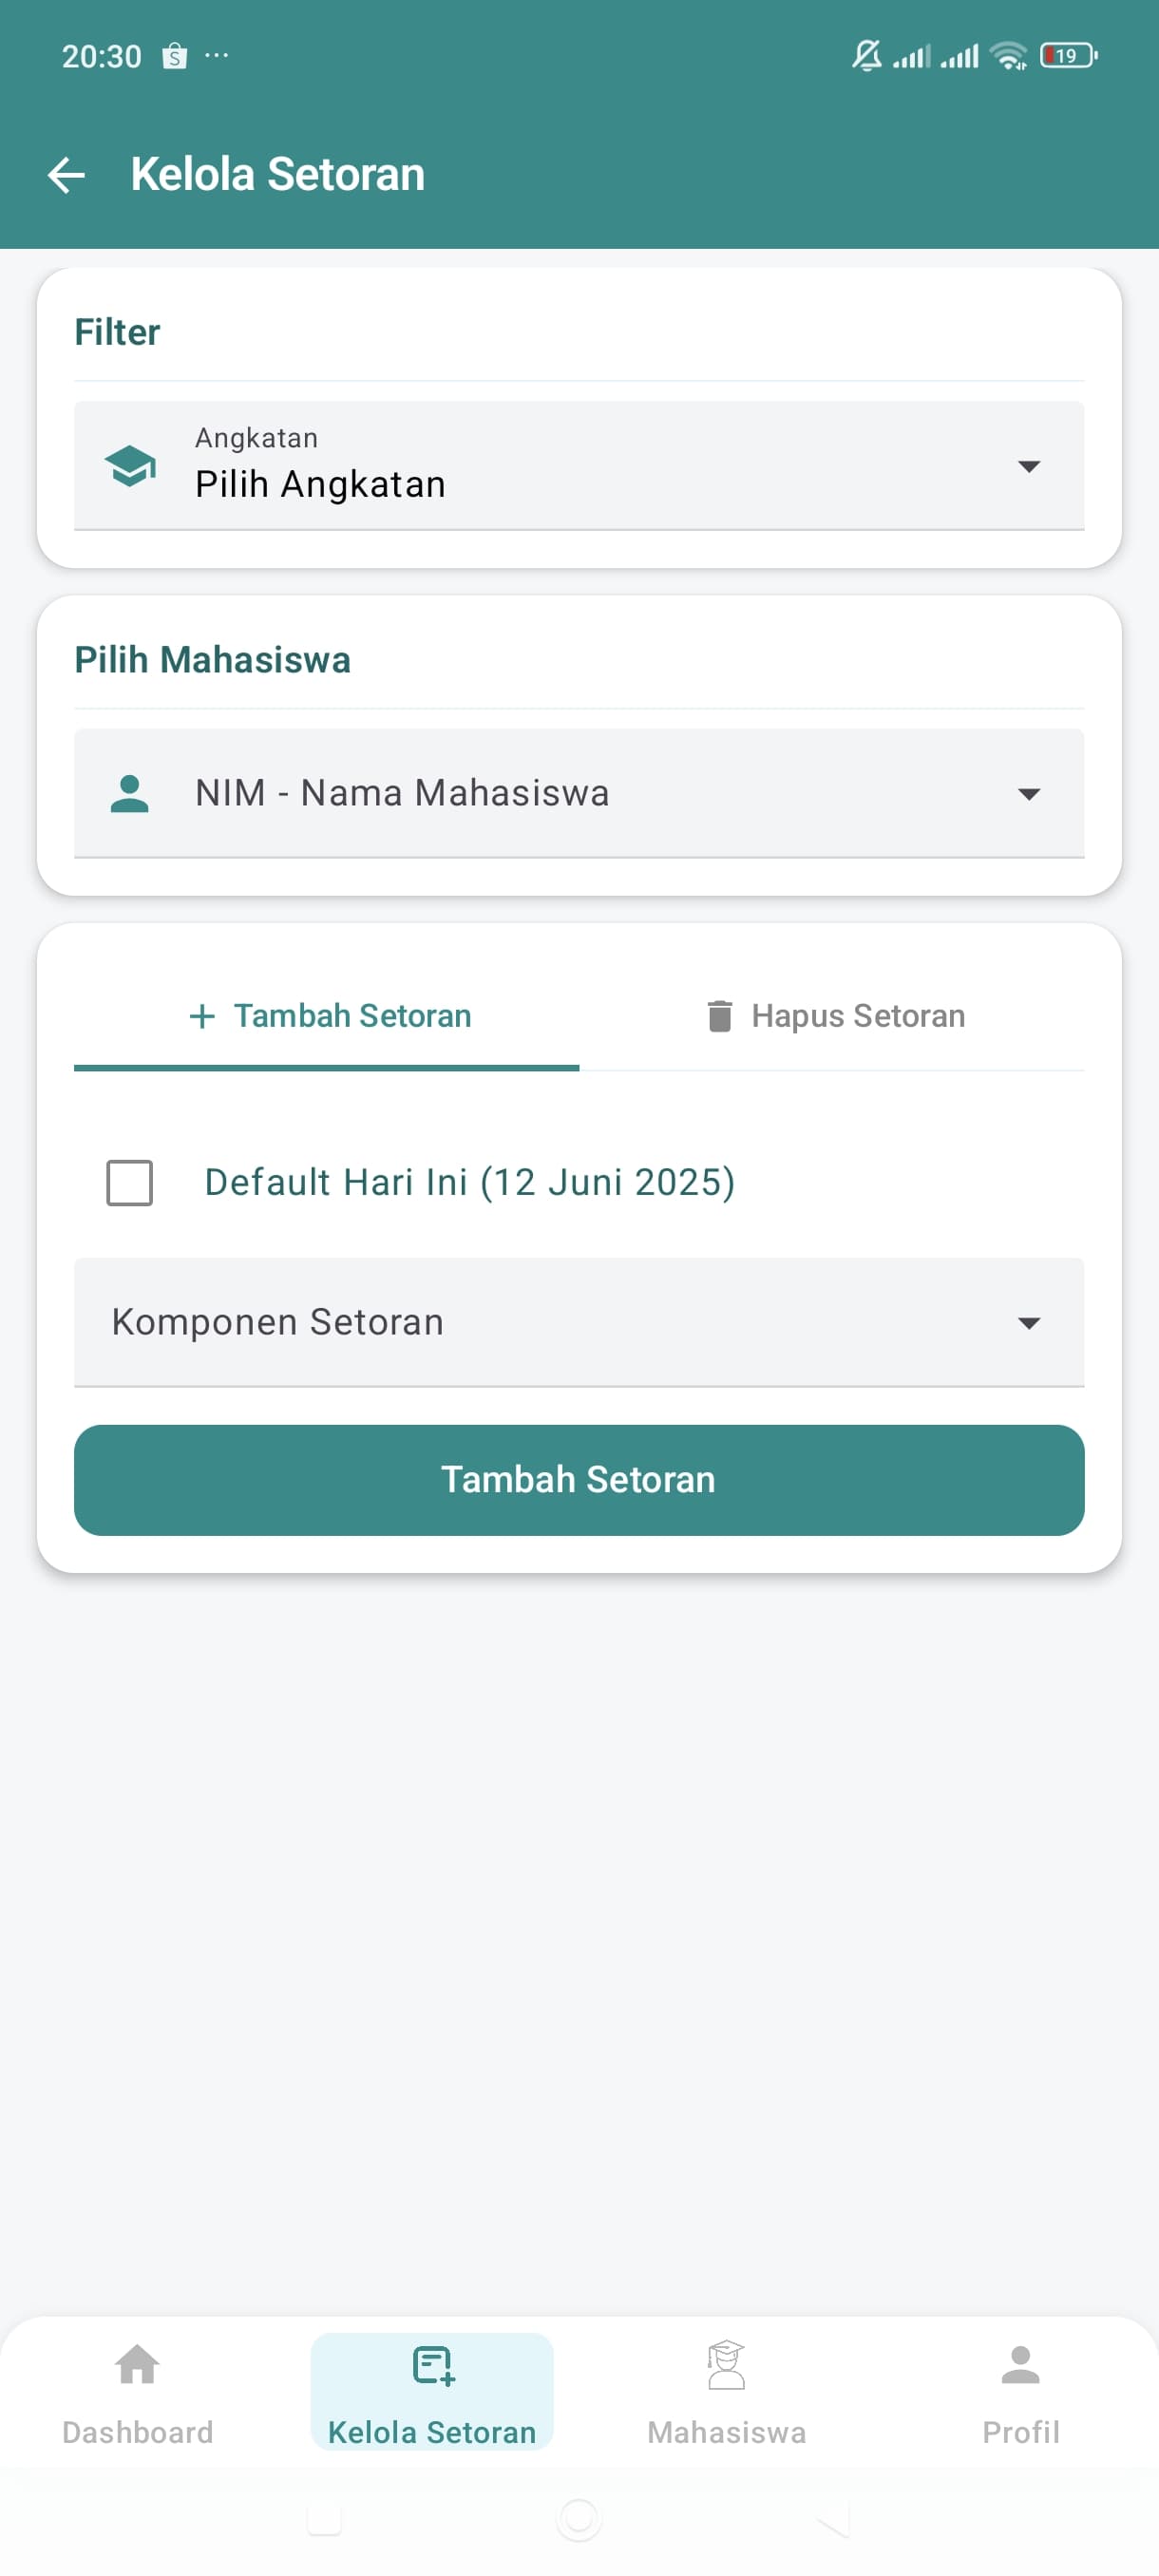 20:30
19
Kelola Setoran
Filter
Angkatan
Pilih Angkatan
Pilih Mahasiswa
NIM - Nama Mahasiswa
Tambah Setoran
Hapus Setoran
Default Hari Ini (12 Juni 2025)
Komponen Setoran
Tambah Setoran
Dashboard
Kelola Setoran
Mahasiswa
Profil